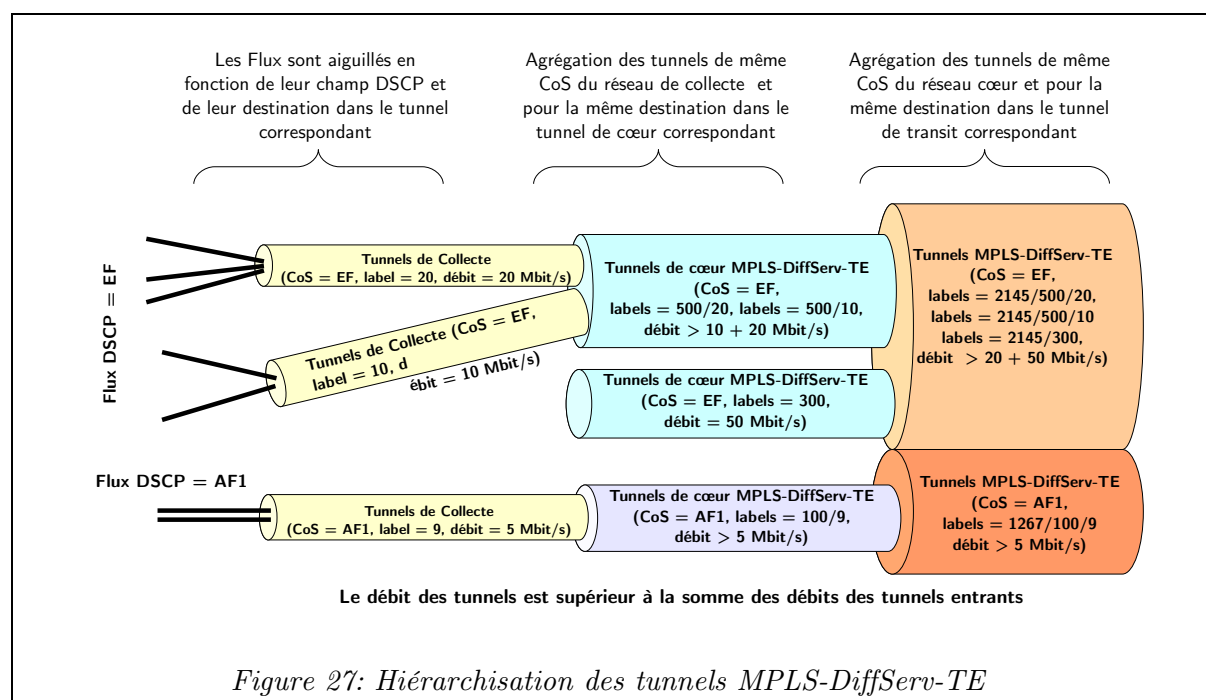 Les Flux sont aiguillés en
fonction de leur champ DSCP et
de leur destination dans le tunnel
correspondant
Agrégation des tunnels de même
CoS du réseau de collecte et
pour la même destination dans le
tunnel de cœur correspondant
Agrégation des tunnels de même
CoS du réseau cœur et pour la
même destination dans le tunnel
de transit correspondant
Flux DSCP = EF
Tunnels de Collecte
(CoS = EF, label = 20, débit = 20 Mbit/s)
Tunnels de Collecte (CoS = EF,
label = 10, d
ébit = 10 Mbit/s)
Tunnels de cœur MPLS-DiffServ-TE
(CoS = EF,
labels = 500/20, labels = 500/10,
débit > 10 + 20 Mbit/s)
Tunnels de cœur MPLS-DiffServ-TE
(CoS = EF, labels = 300,
débit = 50 Mbit/s)
Tunnels MPLS-DiffServ-TE
(CoS = EF,
labels = 2145/500/20,
labels = 2145/500/10
labels = 2145/300,
débit > 20 + 50 Mbit/s)
Flux DSCP = AF1
Tunnels de Collecte
(CoS = AF1, label = 9, débit = 5 Mbit/s)
Tunnels de cœur MPLS-DiffServ-TE
(CoS = AF1, labels = 100/9,
débit > 5 Mbit/s)
Tunnels MPLS-DiffServ-TE
(CoS = AF1,
labels = 1267/100/9
débit > 5 Mbit/s)
Le débit des tunnels est supérieur à la somme des débits des tunnels entrants
Figure 27: Hiérarchisation des tunnels MPLS-DiffServ-TE